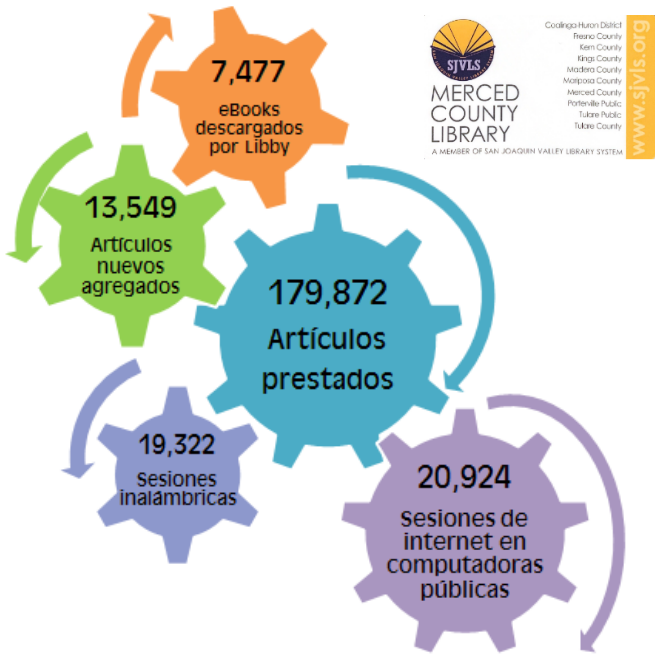 7,477
eBooks
descargados
por Libby
SJVLS
MERCED
COUNTY
LIBRARY
A MEMBER OF SAN JOAQUIN VALLEY LIBRARY SYSTEM
Coalinga-Huron District
Fresno County
Kern County
Kings County
Madera County
Mariposa County
Merced County
Porterville Public
Tulare Public
Tulare County
www.sjvls.org
13,549
Artículos
nuevos
agregados
179,872
Artículos
prestados
19,322
Sesiones
inalámbricas
20,924
Sesiones de
internet en
computadoras
públicas